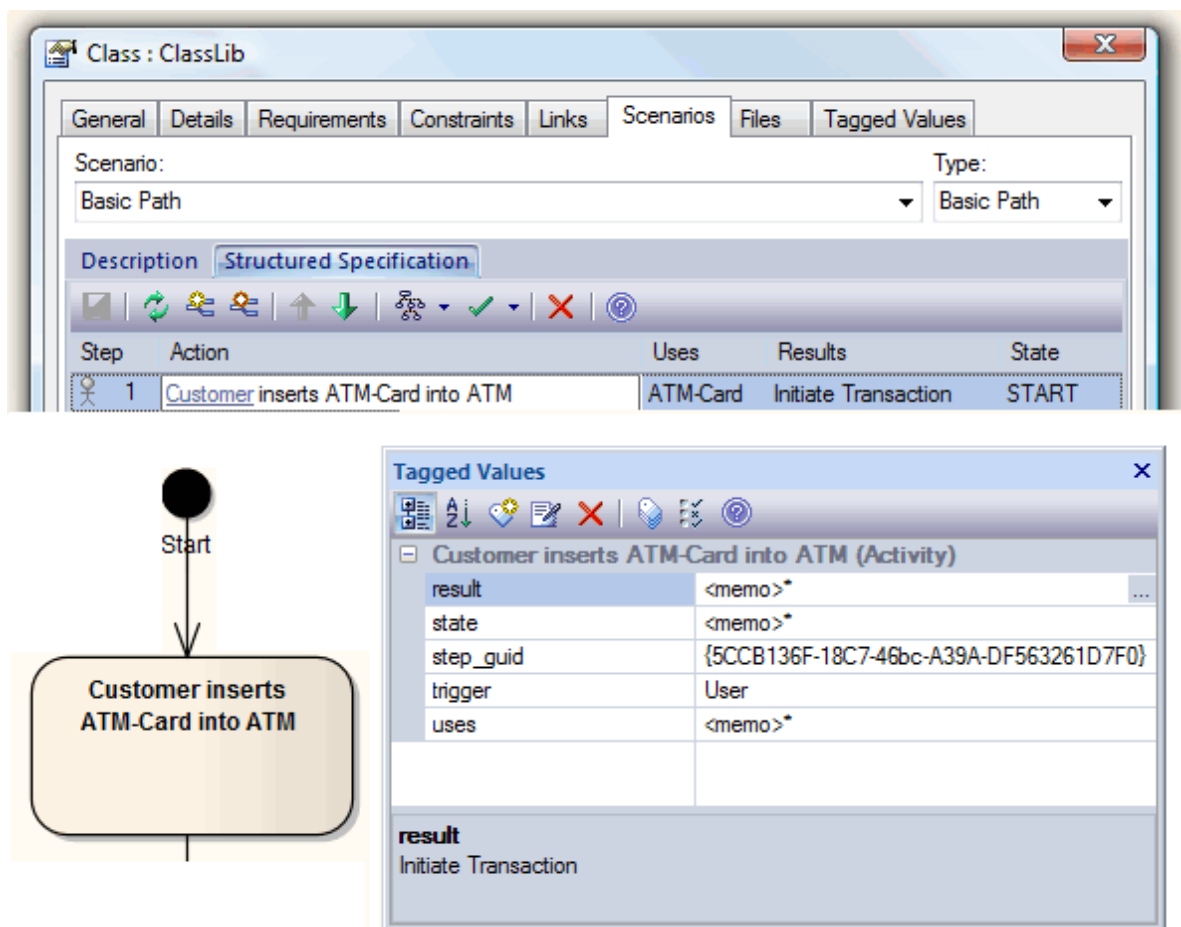 Class : ClassLib
General Details Requirements Constraints Links Scenarios Files Tagged Values
Scenario: Type:
Basic Path Basic Path
Description Structured Specification
Step Action Uses Results State
1 Customer inserts ATM-Card into ATM ATM-Card Initiate Transaction START
Start
Customer inserts
ATM-Card into ATM
Tagged Values
Customer inserts ATM-Card into ATM (Activity)
result <memo>* ...
state <memo>*
step_guid {5CCB136F-18C7-46bc-A39A-DF563261D7F0}
trigger User
uses <memo>*
result
Initiate Transaction